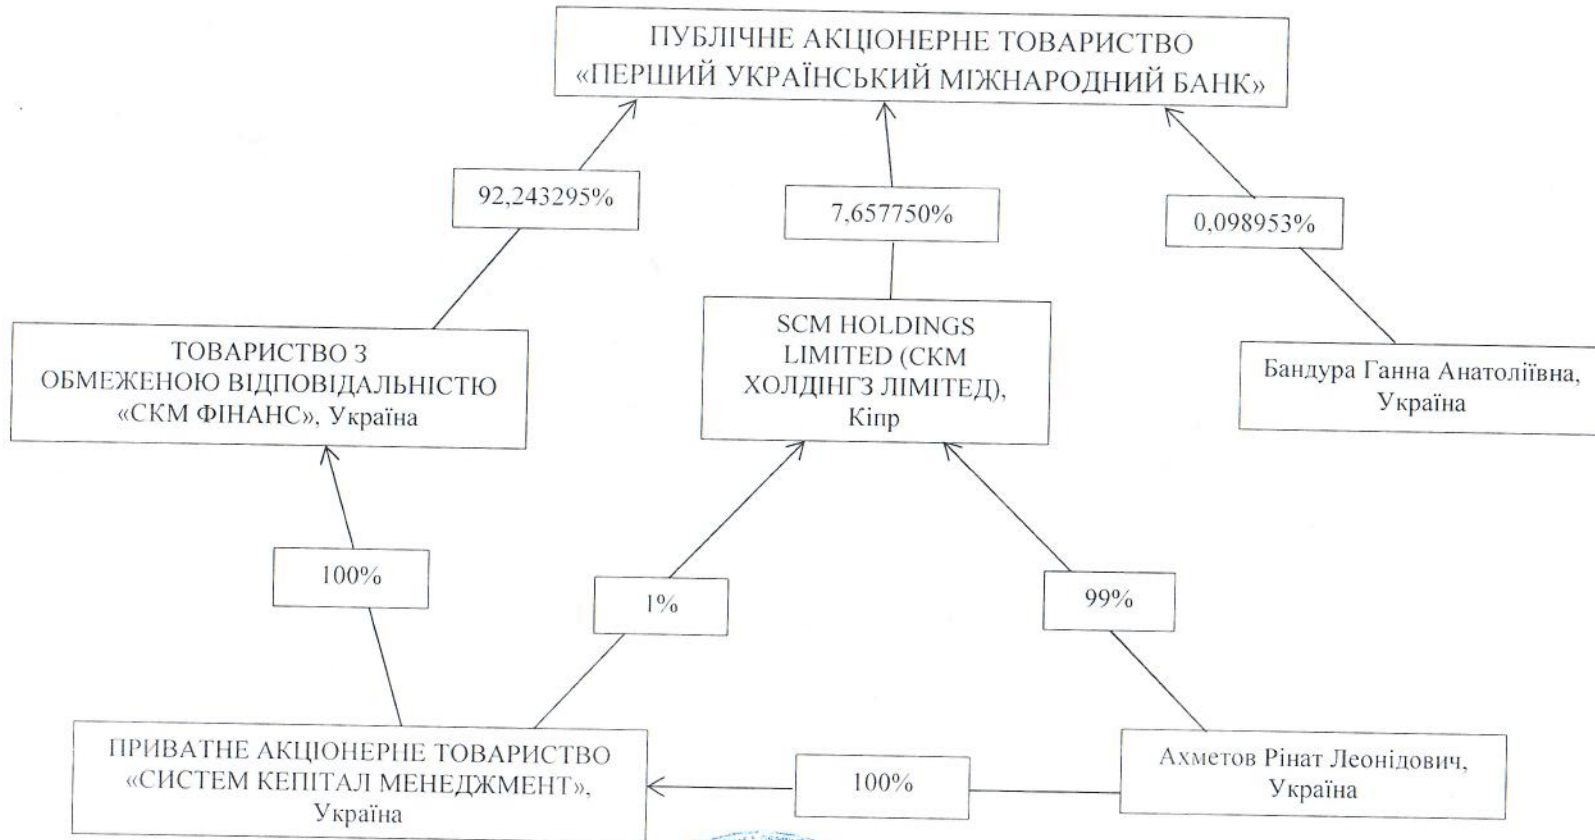 ПУБЛІЧНЕ АКЦІОНЕРНЕ ТОВАРИСТВО
«ПЕРШИЙ УКРАЇНСЬКИЙ МІЖНАРОДНИЙ БАНК»
92,243295%
7,657750%
0,098953%
ТОВАРИСТВО З
ОБМЕЖЕНОЮ ВІДПОВІДАЛЬНІСТЮ
«СКМ ФІНАНС», Україна
SCM HOLDINGS
LIMITED (СКМ
ХОЛДІНГЗ ЛІМІТЕД),
Кіпр
Бандура Ганна Анатоліївна,
Україна
100%
1%
99%
ПРИВАТНЕ АКЦІОНЕРНЕ ТОВАРИСТВО
«СИСТЕМ КЕПІТАЛ МЕНЕДЖМЕНТ»,
Україна
100%
Ахметов Рінат Леонідович,
Україна